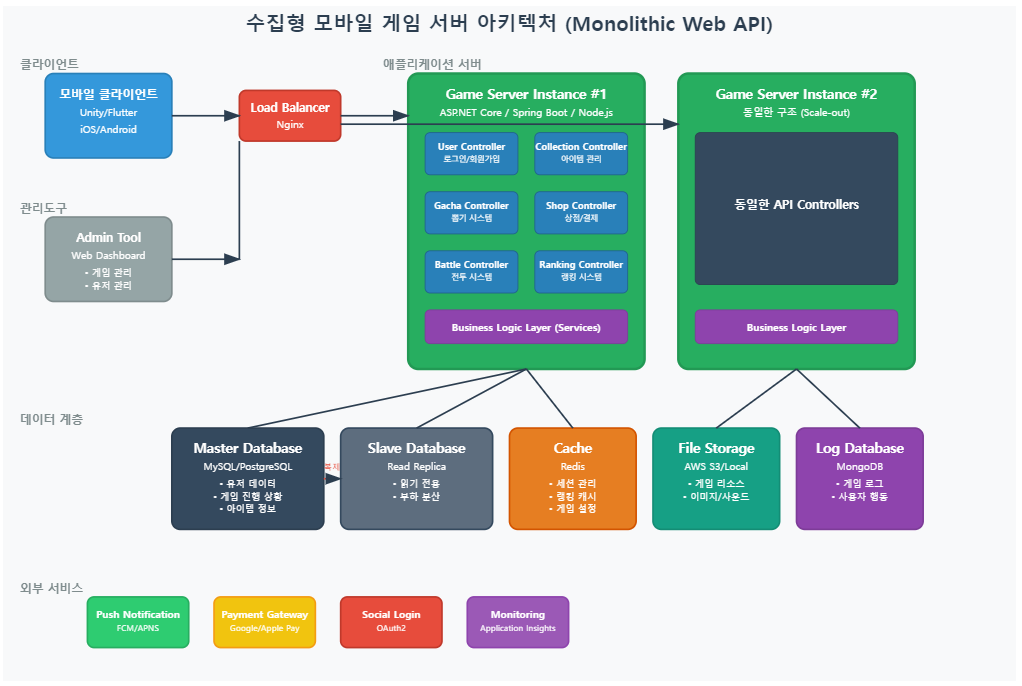 수집형 모바일 게임 서버 아키텍처 (Monolithic Web API)
클라이언트
애플리케이션 서버
모바일 클라이언트
Unity/Flutter
iOS/Android
Load Balancer
Nginx
관리도구
Admin Tool
Web Dashboard
- 게임 관리
- 유저 관리
Game Server Instance #1
ASP.NET Core / Spring Boot / Node.js
User Controller
로그인/회원가입
Collection Controller
아이템 관리
Gacha Controller
뽑기 시스템
Shop Controller
상점/결제
Battle Controller
전투 시스템
Ranking Controller
랭킹 시스템
Business Logic Layer (Services)
Game Server Instance #2
동일한 구조 (Scale-out)
동일한 API Controllers
Business Logic Layer
데이터 계층
Master Database
MySQL/PostgreSQL
- 유저 데이터
- 게임 진행 상황
- 아이템 정보
복제
Slave Database
Read Replica
- 읽기 전용
- 부하 분산
Cache
Redis
- 세션 관리
- 랭킹 캐시
- 게임 설정
File Storage
AWS S3/Local
- 게임 리소스
- 이미지/사운드
Log Database
MongoDB
- 게임 로그
- 사용자 행동
외부 서비스
Push Notification
FCM/APNS
Payment Gateway
Google/Apple Pay
Social Login
OAuth2
Monitoring
Application Insights